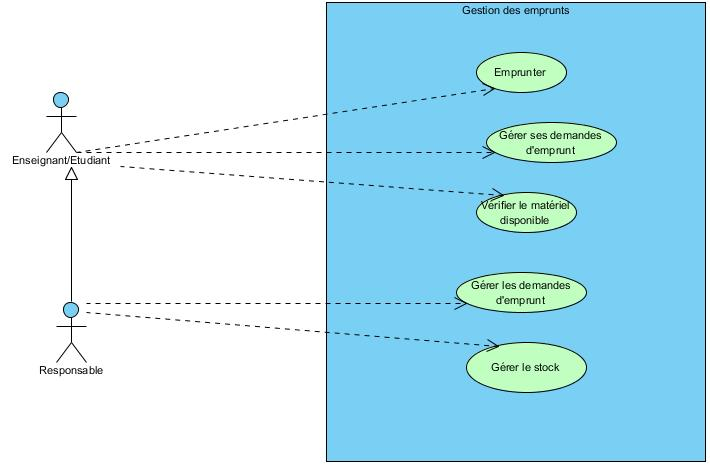 Gestion des emprunts
Emprunter
Gérer ses demandes
d'emprunt
Enseignant/Etudiant
Vérifier le matériel
disponible
Gérer les demandes
d'emprunt
Responsable
Gérer le stock